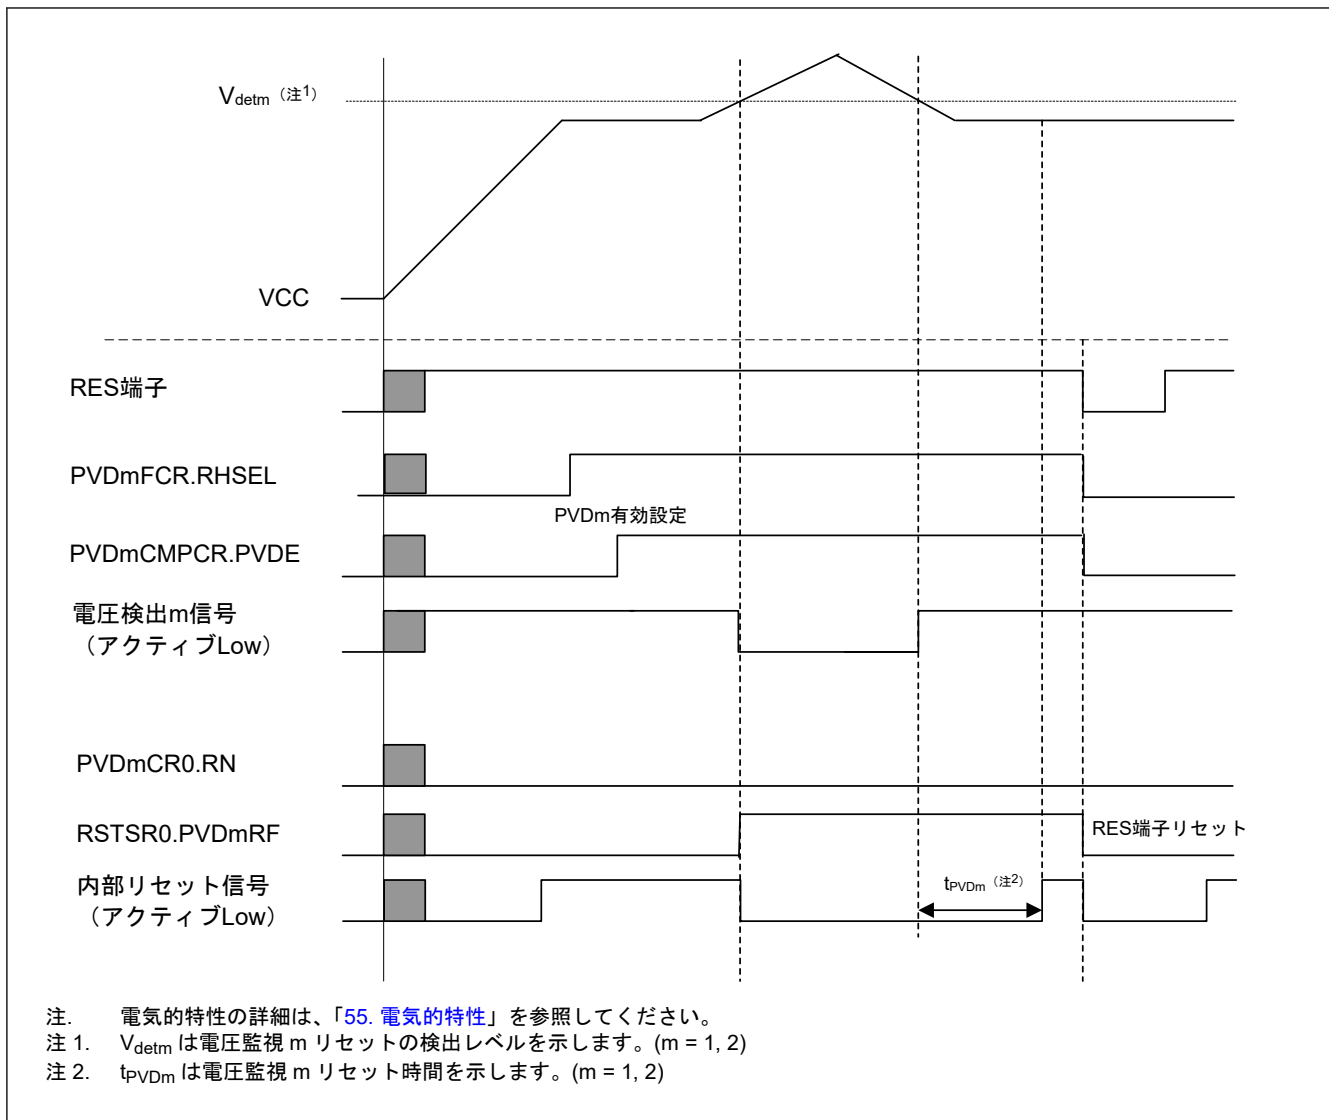 Vdetm（注1）
VCC
RES端子
PVDmFCR.RHSEL
PVDm有効設定
PVDmCMPCR.PVDE
電圧検出m信号
（アクティブLow）
PVDmCR0.RN
RSTSR0.PVDmRF
RES端子リセット
内部リセット信号
（アクティブLow）
tPVDm（注2）
注. 電気的特性の詳細は、「55. 電気的特性」を参照してください。
注 1. Vdetm は電圧監視 m リセットの検出レベルを示します。(m = 1, 2)
注 2. tPVDm は電圧監視 m リセット時間を示します。(m = 1, 2)